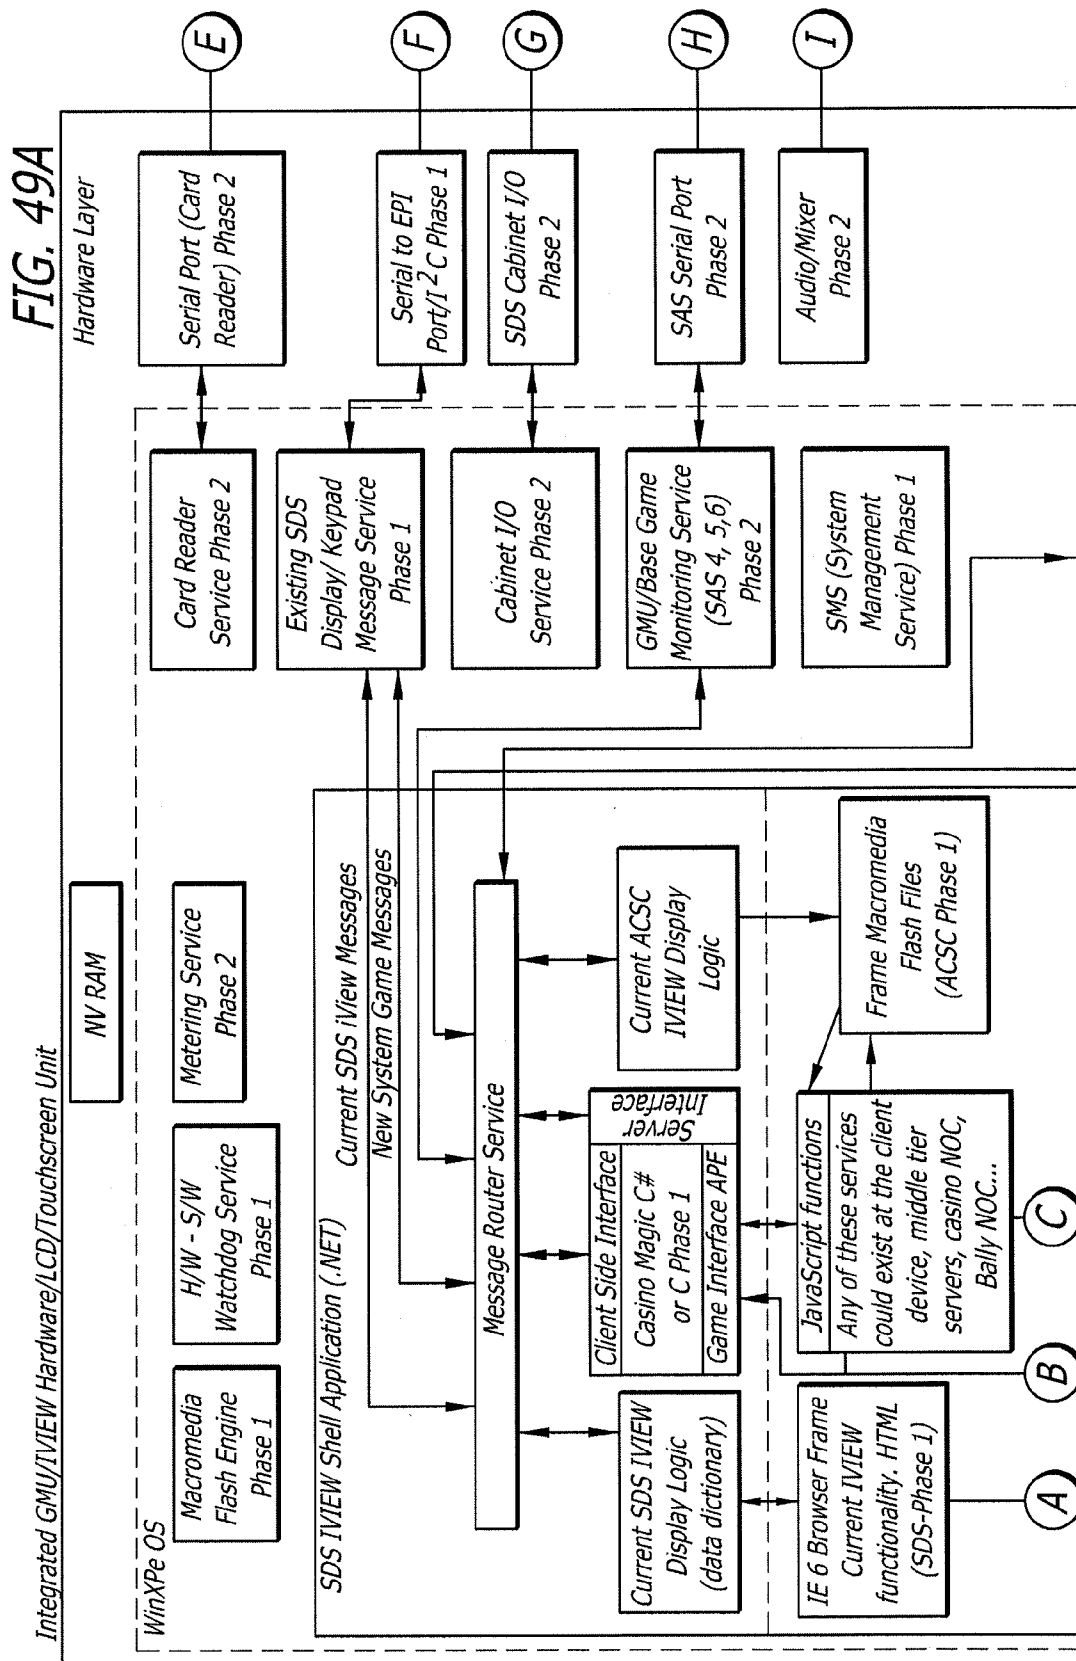 FIG. 49A
Integrated GMU/IVIEW Hardware/LCD/Touchscreen Unit
Hardware Layer
NV RAM
WinXPe OS
Macromedia
Flash Engine
Phase 1
H/W - S/W
Watchdog Service
Phase 1
Metering Service
Phase 2
Card Reader
Service Phase 2
Serial Port (Card
Reader) Phase 2
E
Existing SDS
Display/ Keypad
Message Service
Phase 1
Serial to EPI
Port/I2C Phase 1
F
Cabinet I/O
Service Phase 2
SDS Cabinet I/O
Phase 2
G
GMU/Base Game
Monitoring Service
(SAS 4, 5,6)
Phase 2
SAS Serial Port
Phase 2
H
SMS (System
Management
Service) Phase 1
Audio/Mixer
Phase 2
I
SDS IVIEW Shell Application (.NET)
Current SDS iView Messages
New System Game Messages
Message Router Service
Current SDS IVIEW
Display Logic
(data dictionary)
Client Side Interface
Casino Magic C#
or C Phase 1
Game Interface APE
Server
Interface
Current ACSC
IVIEW Display
Logic
IE 6 Browser Frame
Current IVIEW
functionality. HTML
(SDS-Phase 1)
JavaScript functions
Any of these services
could exist at the client
device, middle tier
servers, casino NOC,
Bally NOC...
Frame Macromedia
Flash Files
(ACSC Phase 1)
A
B
C